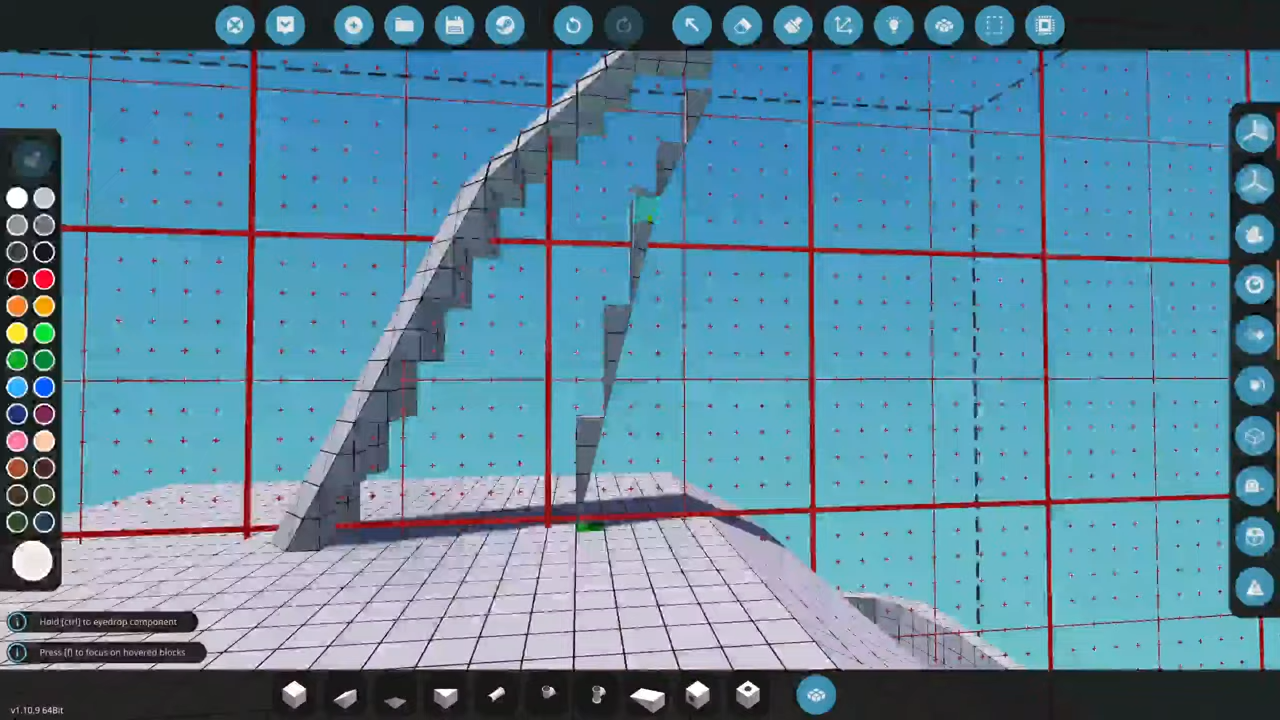 Hold [ctrl] to eyedrop component
Press [f] to focus on hovered blocks
v1.10.9 64Bit